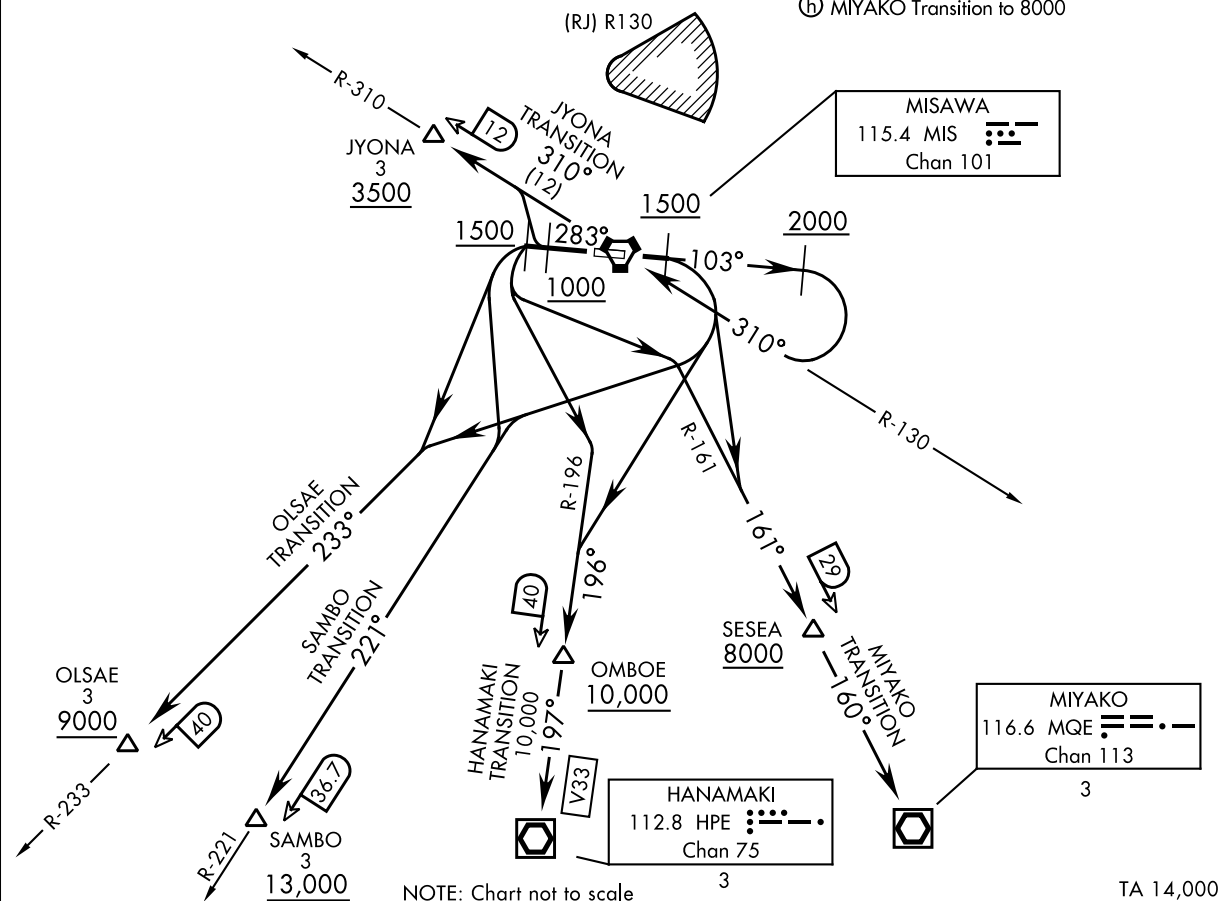 ⓗ MIYAKO Transition to 8000
(RJ) R130
R-310
12
JYONA
TRANSITION
310°
(12)
JYONA
3
3500
MISAWA
115.4 MIS
Chan 101
1500
2000
1500
283°
103°
1000
310°
R-130
R-161
R-196
OLSAE
TRANSITION
233°
161°
29
196°
40
SAMBO
TRANSITION
221°
SESEA
8000
MIYAKO
TRANSITION
160°
OMBOE
10,000
HANAMAKI
TRANSITION
10,000
197°
V33
OLSAE
3
9000
40
R-233
36.7
R-221
SAMBO
3
13,000
MIYAKO
116.6 MQE
Chan 113
3
HANAMAKI
112.8 HPE
Chan 75
3
NOTE: Chart not to scale
TA 14,000